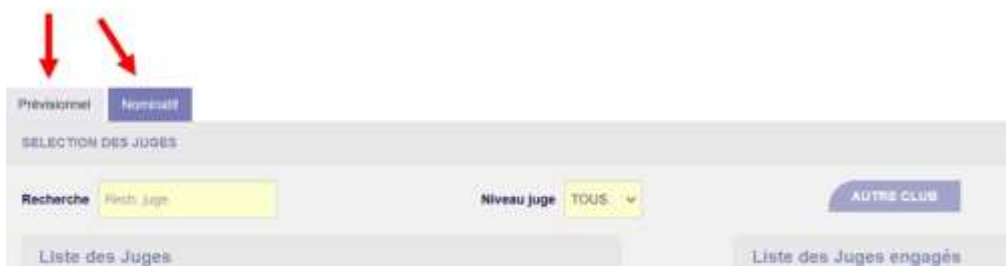 Prévisionnel Nominatif
SELECTION DES JUGES
Recherche Rech. juge Niveau juge TOUS AUTRE CLUB
Liste des Juges Liste des Juges engagés